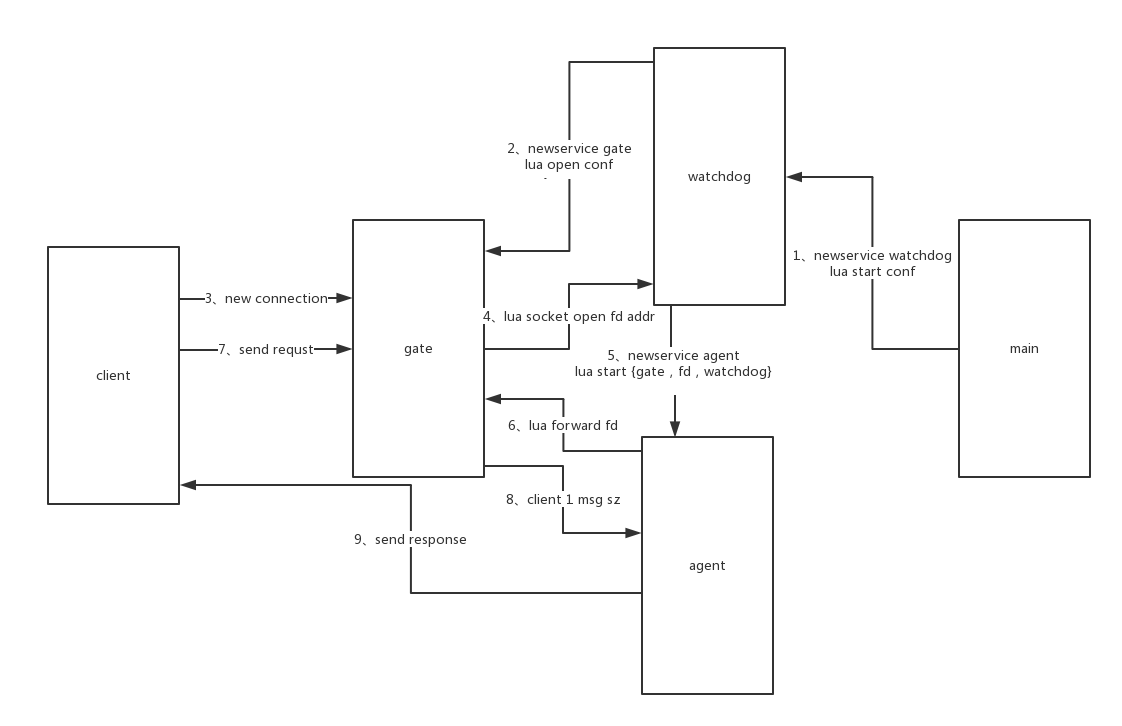 watchdog
2、newservice gate
lua open conf
1、newservice watchdog
lua start conf
3、new connection
4、lua socket open fd addr
7、send requst
gate
main
5、newservice agent
lua start {gate , fd , watchdog}
client
6、lua forward fd
8、client 1 msg sz
9、send response
agent